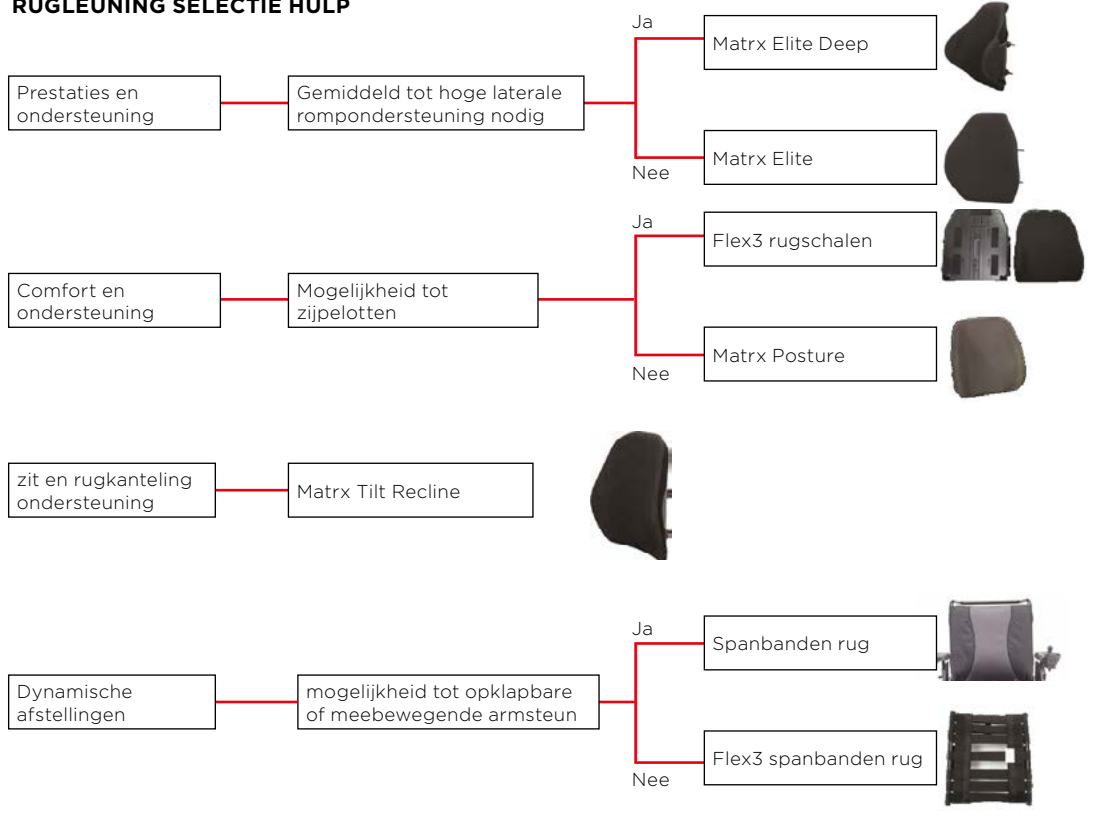 RUGLEUNING SELECTIE HULP
Prestaties en
ondersteuning
Gemiddeld tot hoge laterale
rompondersteuning nodig
Ja
Matrx Elite Deep
Nee
Matrx Elite
Comfort en
ondersteuning
Mogelijkheid tot
zijpelotten
Ja
Flex3 rugschalen
Nee
Matrx Posture
zit en rugkanteling
ondersteuning
Matrx Tilt Recline
Dynamische
afstellingen
mogelijkheid tot opklapbare
of meebewegende armsteun
Ja
Spanbanden rug
Nee
Flex3 spanbanden rug